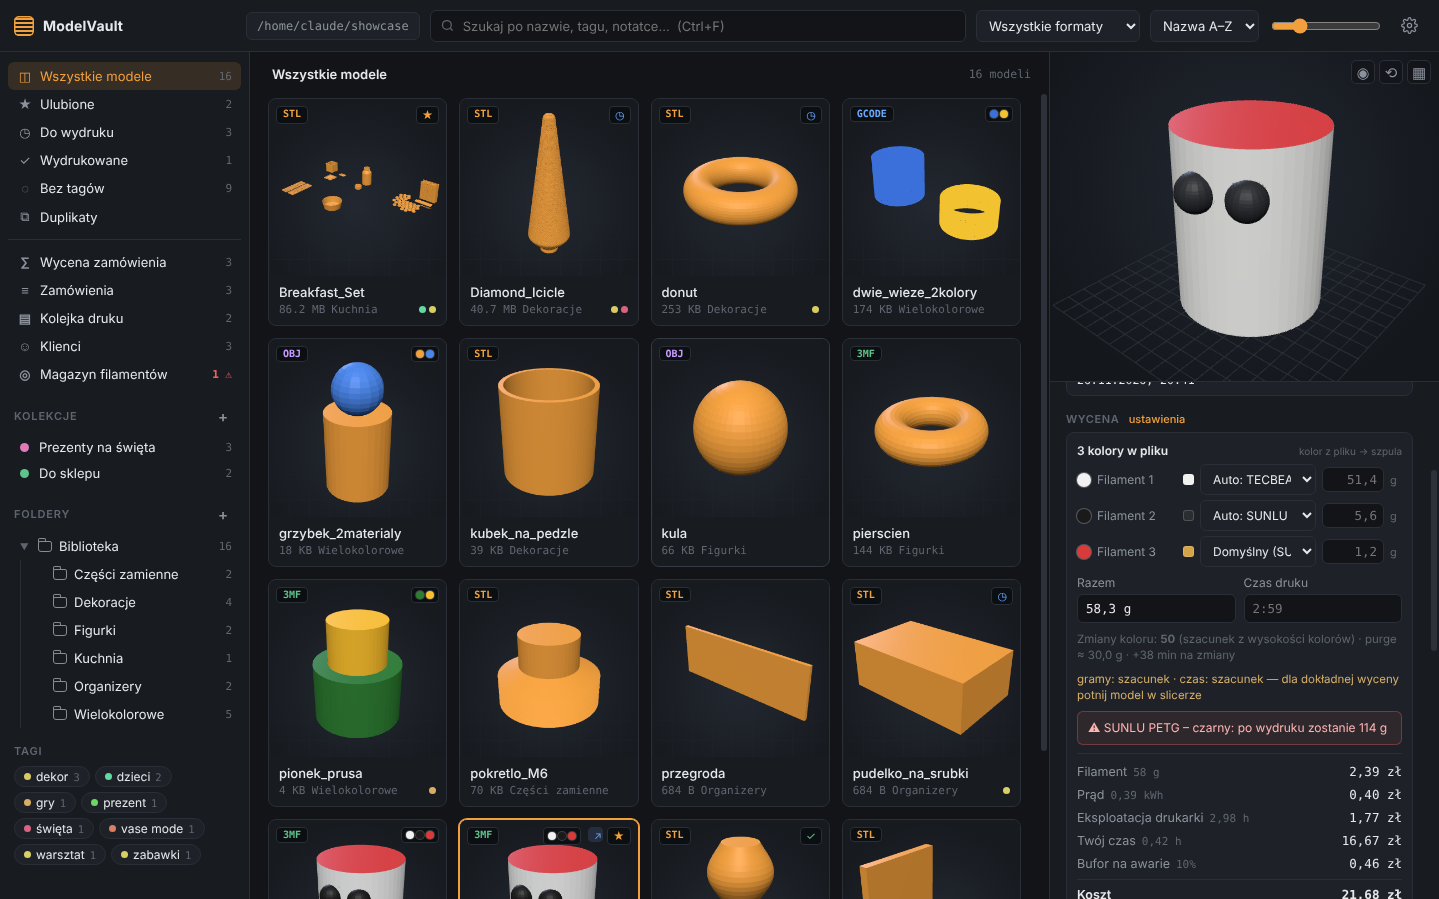 ModelVault
/home/claude/showcase
Szukaj po nazwie, tagu, notatce... (Ctrl+F)
Wszystkie formaty
Nazwa A–Z
Wszystkie modele 16
Ulubione 2
Do wydruku 3
Wydrukowane 1
Bez tagów 9
Duplikaty
Wycena zamówienia 3
Zamówienia 3
Kolejka druku 2
Klienci 3
Magazyn filamentów 1 ⚠
KOLEKCJE +
Prezenty na święta 3
Do sklepu 2
FOLDERY +
Biblioteka 16
Części zamienne 2
Dekoracje 4
Figurki 2
Kuchnia 1
Organizery 2
Wielokolorowe 5
TAGI
dekor 3 dzieci 2
gry 1 prezent 1
święta 1 vase mode 1
warsztat 1 zabawki 1
Wszystkie modele 16 modeli
STL
Breakfast_Set
86.2 MB Kuchnia
STL
Diamond_Icicle
40.7 MB Dekoracje
STL
donut
253 KB Dekoracje
GCODE
dwie_wieze_2kolory
174 KB Wielokolorowe
OBJ
grzybek_2materialy
18 KB Wielokolorowe
STL
kubek_na_pedzle
39 KB Dekoracje
OBJ
kula
66 KB Figurki
3MF
pierscien
144 KB Figurki
3MF
pionek_prusa
4 KB Wielokolorowe
STL
pokretlo_M6
70 KB Części zamienne
STL
przegroda
684 B Organizery
STL
pudelko_na_srubki
684 B Organizery
3MF
3MF
STL
STL
WYCENA ustawienia
3 kolory w pliku kolor z pliku → szpula
Filament 1 Auto: TECBEA 51,4 g
Filament 2 Auto: SUNLU 5,6 g
Filament 3 Domyślny (SU 1,2 g
Razem Czas druku
58,3 g 2:59
Zmiany koloru: 50 (szacunek z wysokości kolorów) · purge
≈ 30,0 g · +38 min na zmiany
gramy: szacunek · czas: szacunek — dla dokładnej wyceny
potnij model w slicerze
⚠ SUNLU PETG – czarny: po wydruku zostanie 114 g
Filament 58 g 2,39 zł
Prąd 0,39 kWh 0,40 zł
Eksploatacja drukarki 2,98 h 1,77 zł
Twój czas 0,42 h 16,67 zł
Bufor na awarie 10% 0,46 zł
Koszt 21,68 zł